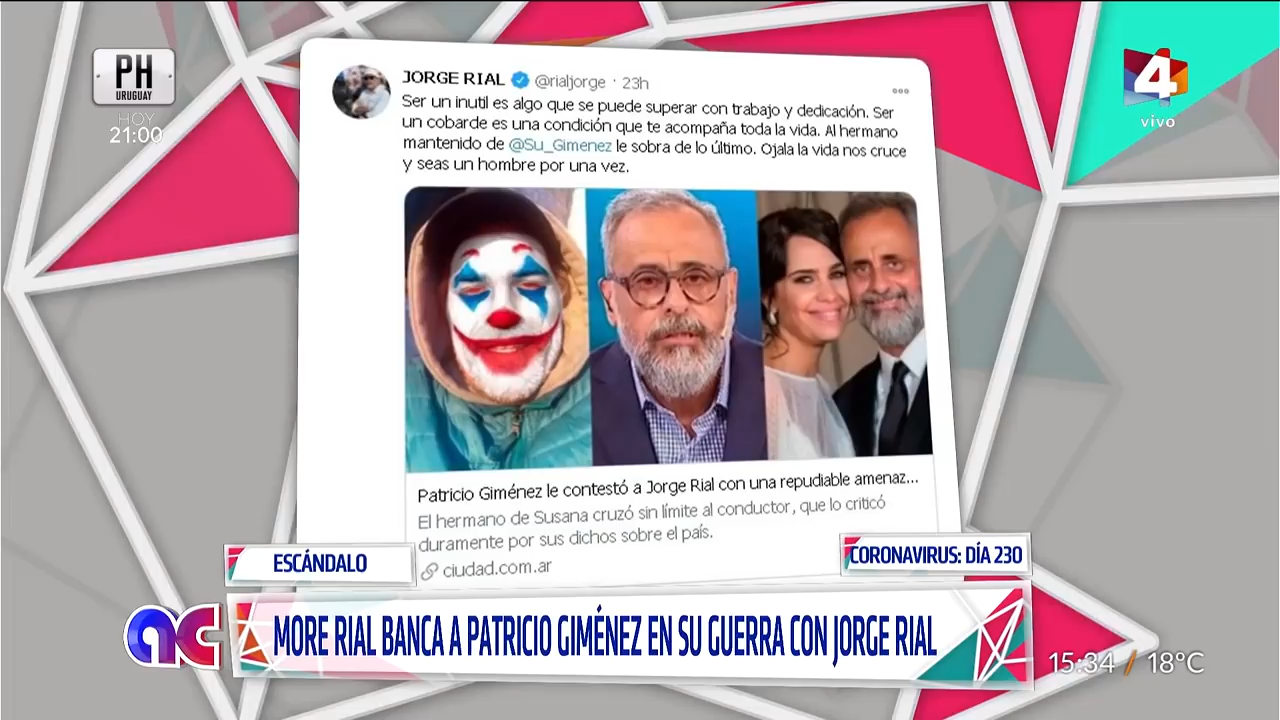 PH
URUGUAY
HOY
21:00
4
vivo
JORGE RIAL @rialjorge · 23h
Ser un inutil es algo que se puede superar con trabajo y dedicación. Ser
un cobarde es una condición que te acompaña toda la vida. Al hermano
mantenido de @Su_Gimenez le sobra de lo último. Ojala la vida nos cruce
y seas un hombre por una vez.
Patricio Giménez le contestó a Jorge Rial con una repudiable amenaz...
El hermano de Susana cruzó sin límite al conductor, que lo criticó
duramente por sus dichos sobre el país.
ciudad.com.ar
ESCÁNDALO
CORONAVIRUS: DÍA 230
ac
MORE RIAL BANCA A PATRICIO GIMÉNEZ EN SU GUERRA CON JORGE RIAL
15:34 / 18°C